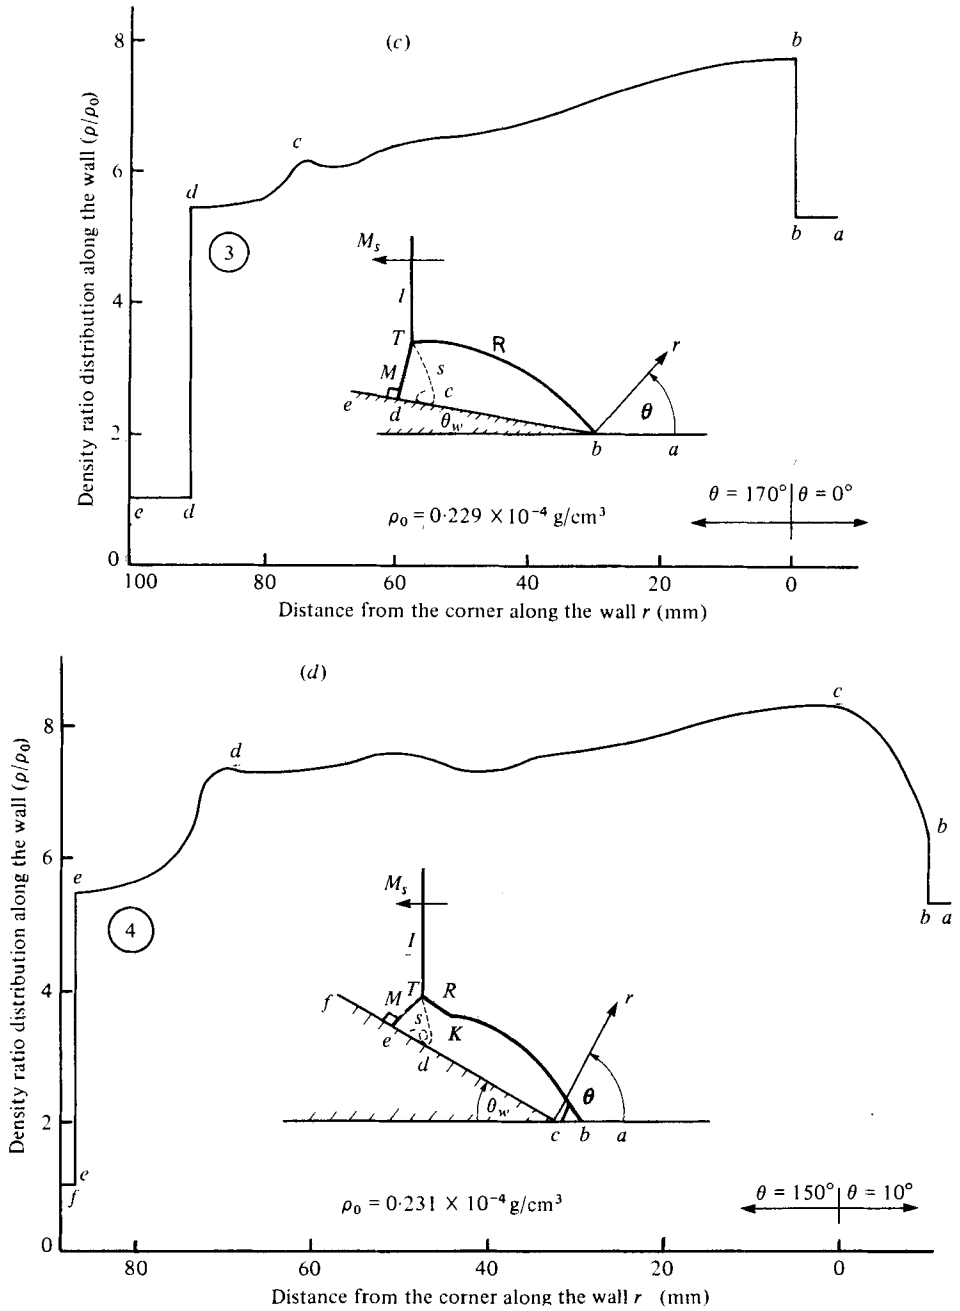 (c)
Density ratio distribution along the wall (ρ/ρ₀)
8
6
4
2
0
b
c
d
3
b a
Mₛ
l
T
R
r
M
s
c
e
d
θ_w
θ
b
a
e d
ρ₀ = 0·229 × 10⁻⁴ g/cm³
θ = 170° θ = 0°
100 80 60 40 20 0
Distance from the corner along the wall r (mm)
(d)
Density ratio distribution along the wall (ρ/ρ₀)
8
6
4
2
0
c
d
b
e
b a
4
Mₛ
I
f
M
T
R
r
s
K
e
d
θ_w
θ
c b a
e
f
ρ₀ = 0·231 × 10⁻⁴ g/cm³
θ = 150° θ = 10°
80 60 40 20 0
Distance from the corner along the wall r (mm)